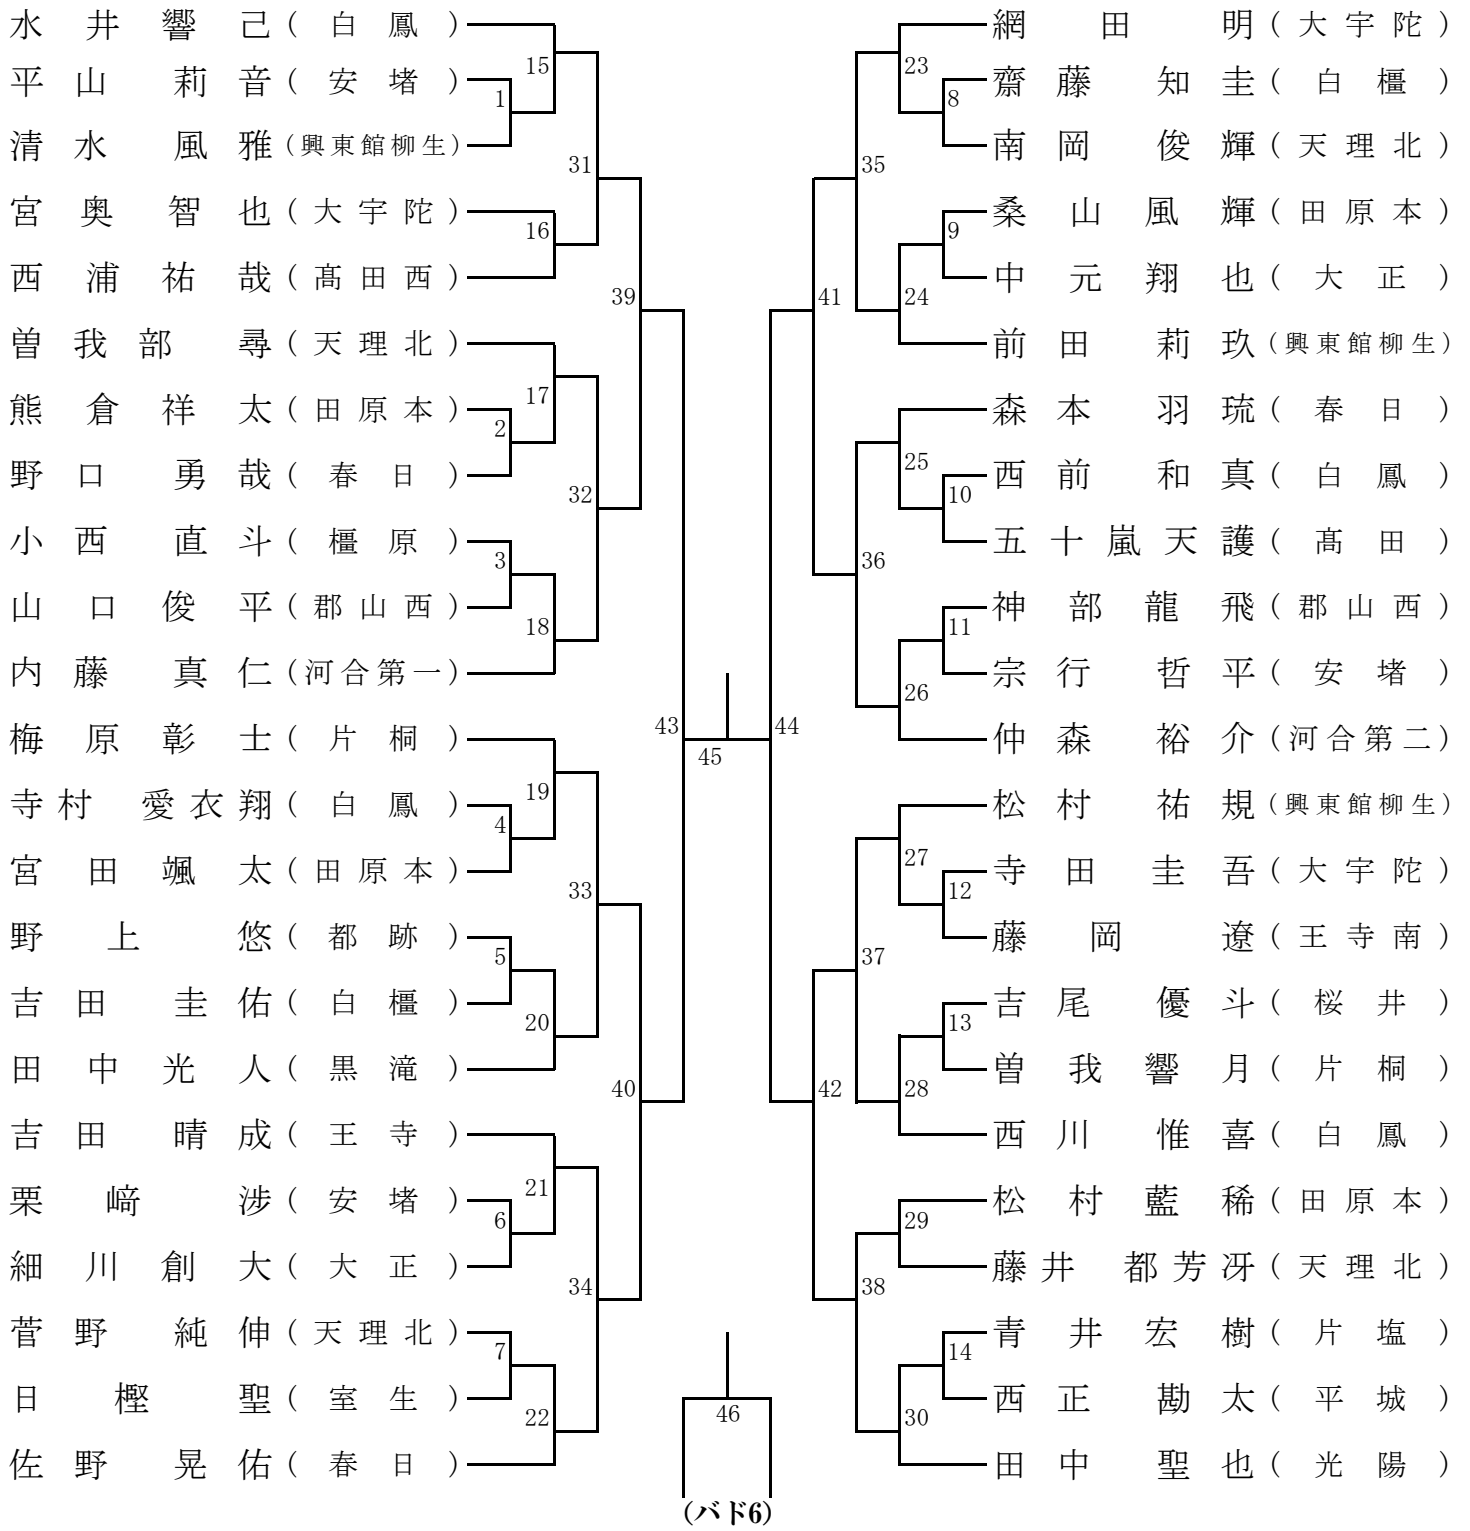 水井響己(白鳳)
平山莉音(安堵)
清水風雅(興東館柳生)
宮奥智也(大宇陀)
西浦祐哉(髙田西)
曽我部尋(天理北)
熊倉祥太(田原本)
野口勇哉(春日)
小西直斗(橿原)
山口俊平(郡山西)
内藤真仁(河合第一)
梅原彰士(片桐)
寺村愛衣翔(白鳳)
宮田颯太(田原本)
野上悠(都跡)
吉田圭佑(白橿)
田中光人(黒滝)
吉田晴成(王寺)
栗﨑渉(安堵)
細川創大(大正)
菅野純伸(天理北)
日樫聖(室生)
佐野晃佑(春日)
15
1
31
16
39
17
2
32
3
18
43
19
4
33
5
20
40
21
6
34
7
22
45
46
(バド6)
23
8
35
9
41
24
25
10
36
11
26
44
27
12
37
13
42
28
29
38
14
30
網田明(大宇陀)
齋藤知圭(白橿)
南岡俊輝(天理北)
桑山風輝(田原本)
中元翔也(大正)
前田莉玖(興東館柳生)
森本羽琉(春日)
西前和真(白鳳)
五十嵐天護(髙田)
神部龍飛(郡山西)
宗行哲平(安堵)
仲森裕介(河合第二)
松村祐規(興東館柳生)
寺田圭吾(大宇陀)
藤岡遼(王寺南)
吉尾優斗(桜井)
曽我響月(片桐)
西川惟喜(白鳳)
松村藍稀(田原本)
藤井都芳冴(天理北)
青井宏樹(片塩)
西正勘太(平城)
田中聖也(光陽)